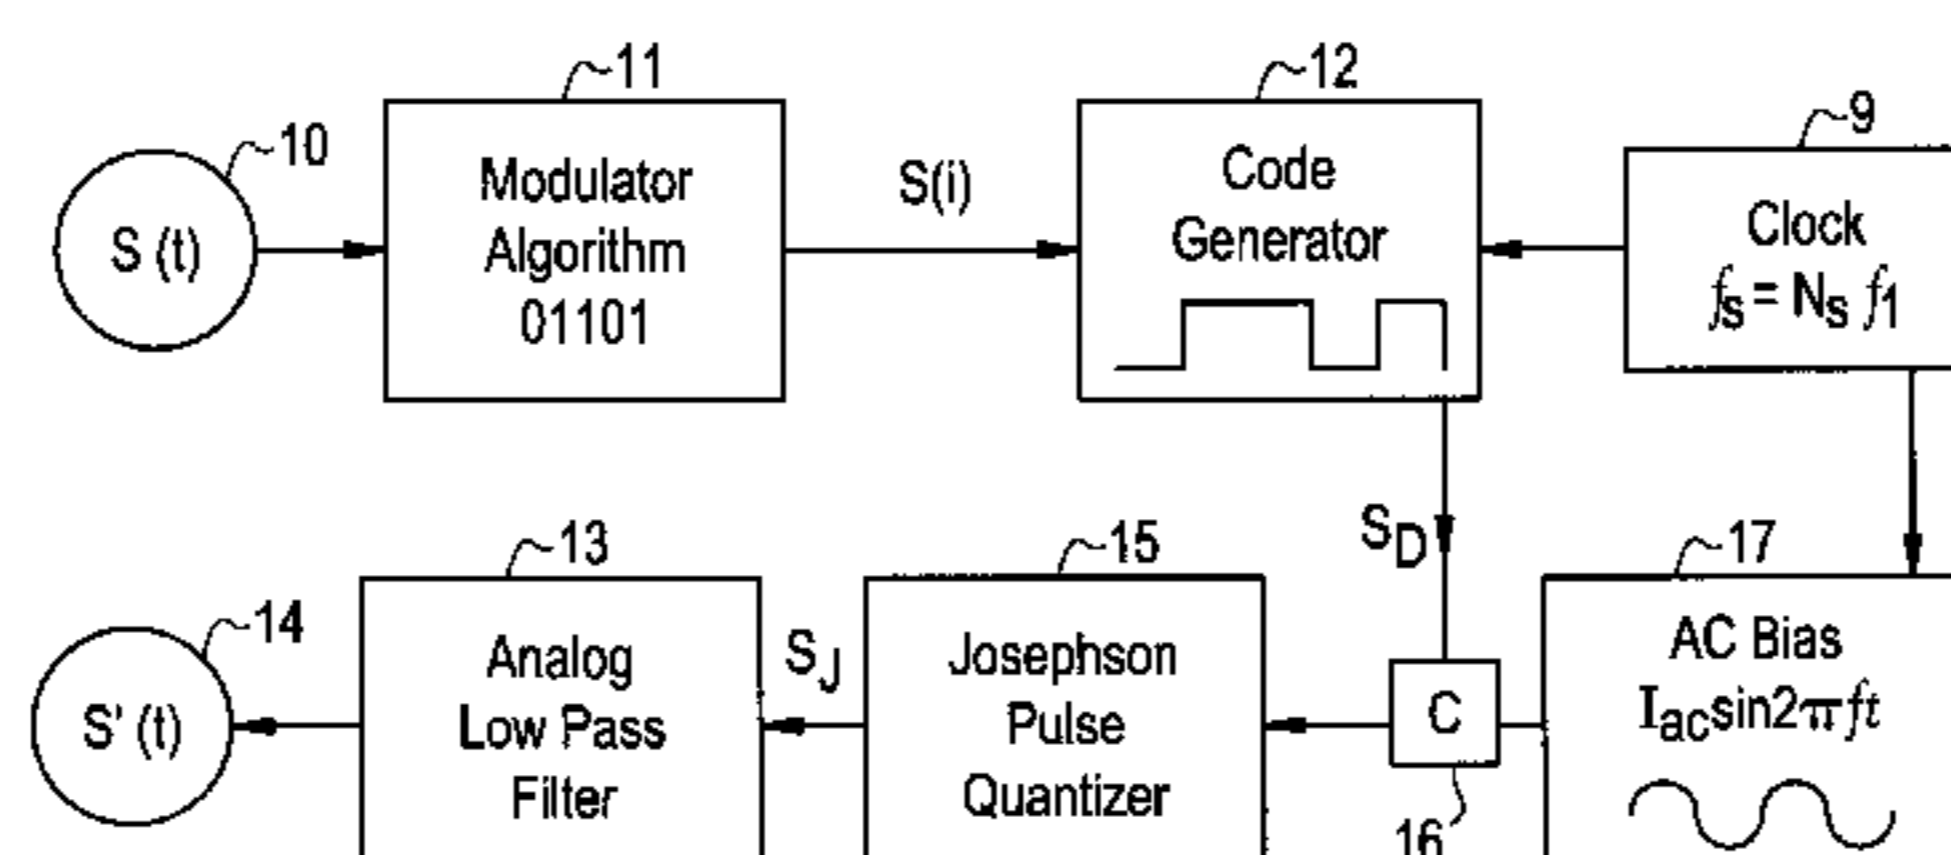 11
12
9
10
S (t)
Modulator
Algorithm
01101
S(i)
Code
Generator
Clock
fs = Ns f1
SD
13
15
17
14
S' (t)
Analog
Low Pass
Filter
SJ
Josephson
Pulse
Quantizer
C
16
AC Bias
Iacsin2πft